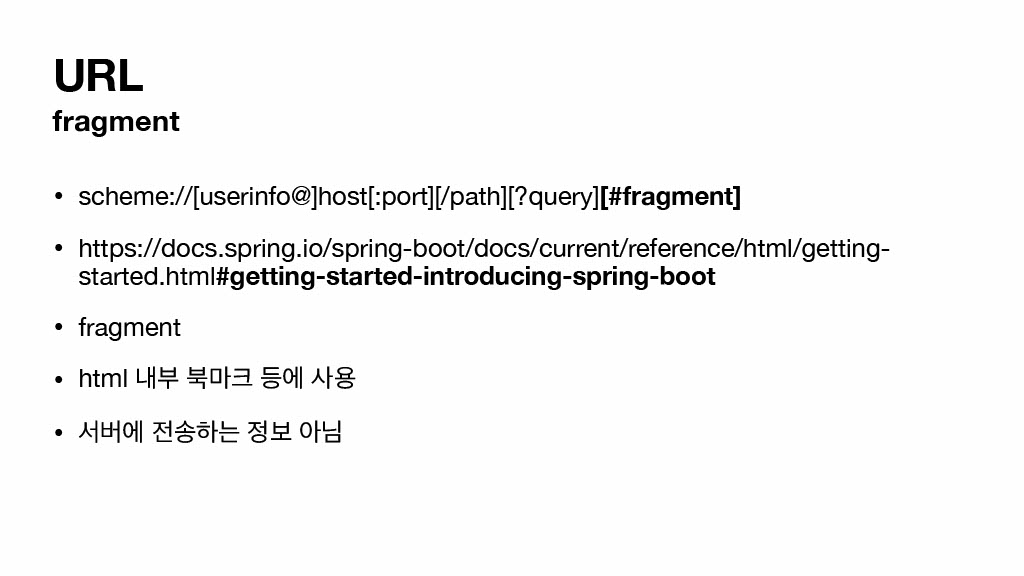 URL
fragment
• scheme://[userinfo@]host[:port][/path][?query][#fragment]
• https://docs.spring.io/spring-boot/docs/current/reference/html/getting-
started.html#getting-started-introducing-spring-boot
• fragment
• html 내부 북마크 등에 사용
• 서버에 전송하는 정보 아님